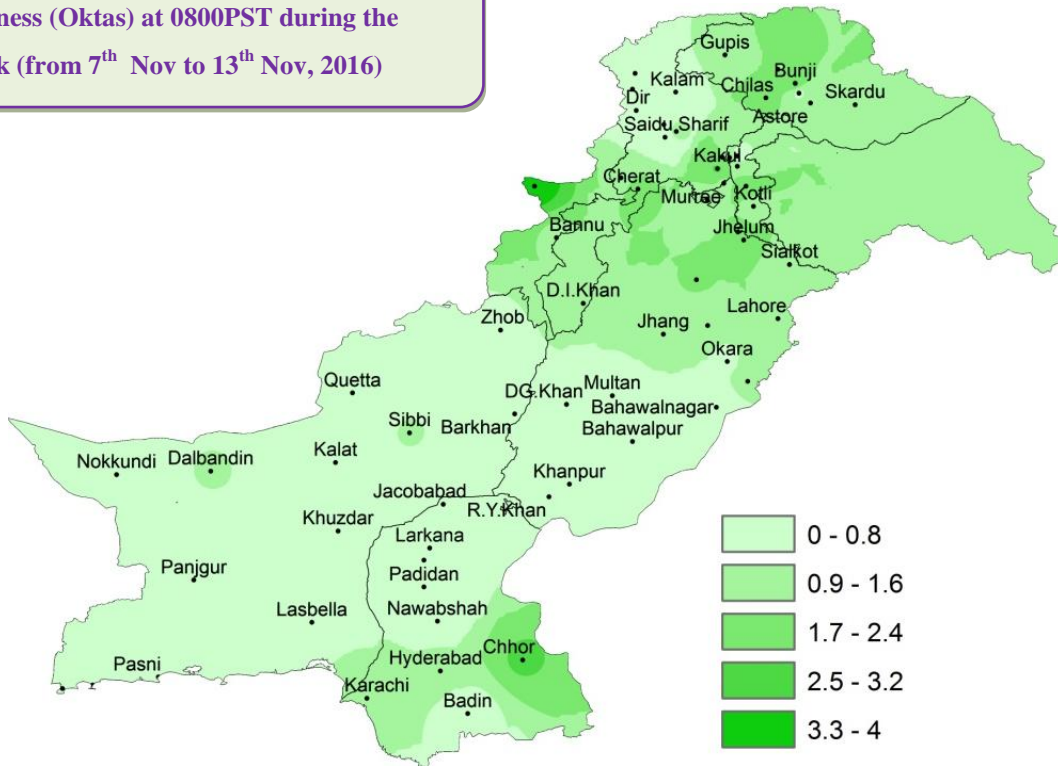 ness (Oktas) at 0800PST during the
k (from 7th Nov to 13th Nov, 2016)
Gupis
Bunji
Kalam
Chilas
Skardu
Dir
Astore
Saidu Sharif
Kakul
Cherat
Murree
Kotli
Bannu
Jhelum
Sialkot
D.I.Khan
Zhob
Lahore
Jhang
Okara
Quetta
DG.Khan
Multan
Bahawalnagar
Sibbi
Barkhan
Bahawalpur
Nokkundi
Dalbandin
Kalat
Khanpur
Jacobabad
R.Y.Khan
Khuzdar
Larkana
0 - 0.8
Panjgur
Padidan
0.9 - 1.6
Lasbella
Nawabshah
1.7 - 2.4
Pasni
Hyderabad
Chhor
2.5 - 3.2
Karachi
Badin
3.3 - 4